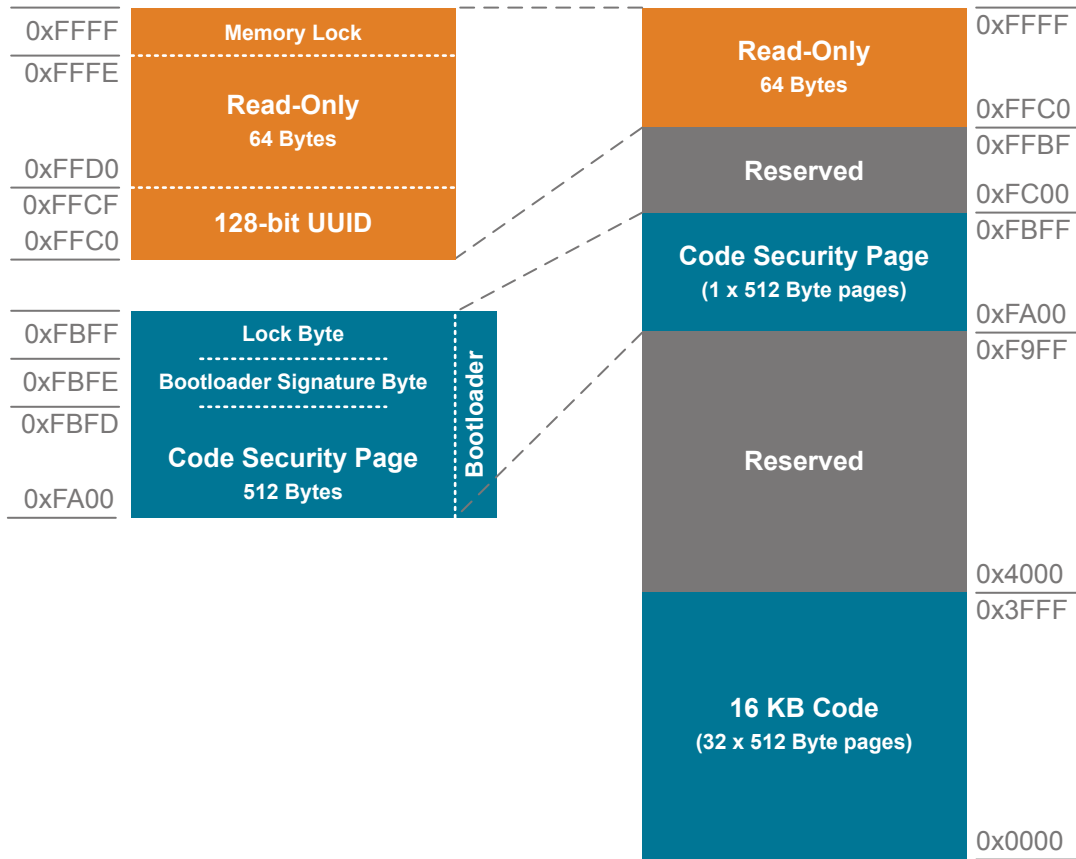 0xFFFF
Memory Lock
0xFFFE
Read-Only
64 Bytes
0xFFD0
0xFFCF
128-bit UUID
0xFFC0
0xFBFF
Lock Byte
0xFBFE
Bootloader Signature Byte
0xFBFD
Code Security Page
512 Bytes
0xFA00
Bootloader
0xFFFF
Read-Only
64 Bytes
0xFFC0
0xFFBF
Reserved
0xFC00
0xFBFF
Code Security Page
(1 x 512 Byte pages)
0xFA00
0xF9FF
Reserved
0x4000
0x3FFF
16 KB Code
(32 x 512 Byte pages)
0x0000